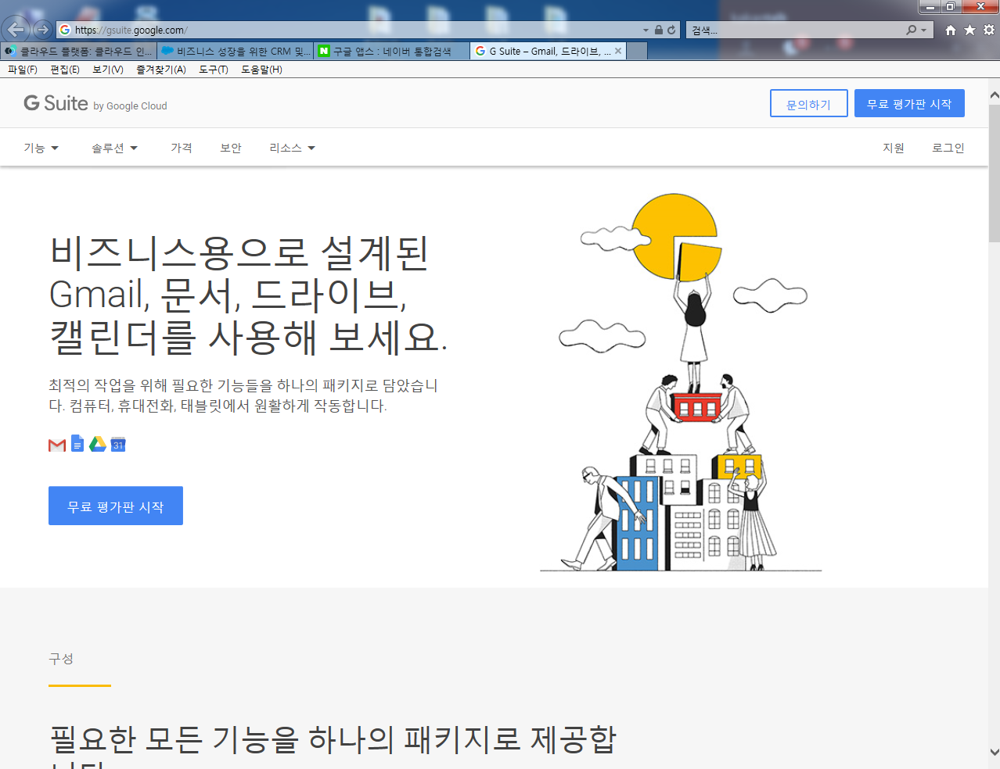 https://gsuite.google.com/
검색...
클라우드 플랫폼: 클라우드 인...
비즈니스 성장을 위한 CRM 및...
구글 앱스 : 네이버 통합검색
G Suite – Gmail, 드라이브, ...
파일(F) 편집(E) 보기(V) 즐겨찾기(A) 도구(T) 도움말(H)
G Suite by Google Cloud
문의하기
무료 평가판 시작
기능 솔루션 가격 보안 리소스 지원 로그인
비즈니스용으로 설계된
Gmail, 문서, 드라이브,
캘린더를 사용해 보세요.
최적의 작업을 위해 필요한 기능들을 하나의 패키지로 담았습니
다. 컴퓨터, 휴대전화, 태블릿에서 원활하게 작동합니다.
31
무료 평가판 시작
구성
필요한 모든 기능을 하나의 패키지로 제공합